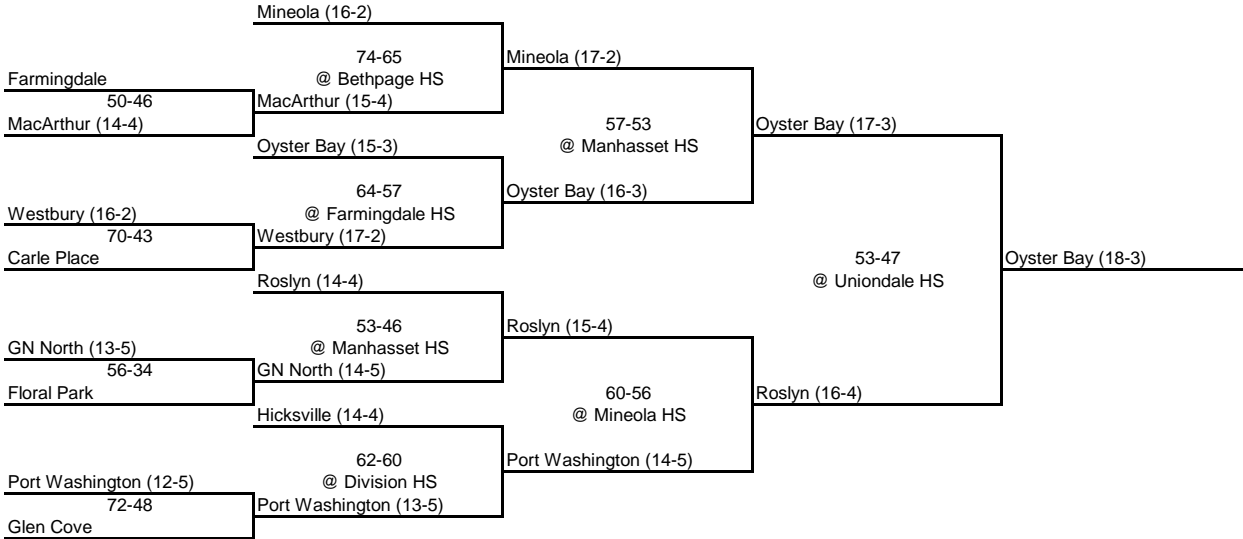 Mineola (16-2)
74-65
@ Bethpage HS
Mineola (17-2)
Farmingdale
50-46
MacArthur (15-4)
MacArthur (14-4)
57-53
@ Manhasset HS
Oyster Bay (17-3)
Oyster Bay (15-3)
64-57
@ Farmingdale HS
Oyster Bay (16-3)
Westbury (16-2)
70-43
Westbury (17-2)
Carle Place
53-47
@ Uniondale HS
Oyster Bay (18-3)
Roslyn (14-4)
53-46
@ Manhasset HS
Roslyn (15-4)
GN North (13-5)
56-34
GN North (14-5)
Floral Park
60-56
@ Mineola HS
Roslyn (16-4)
Hicksville (14-4)
62-60
@ Division HS
Port Washington (14-5)
Port Washington (12-5)
72-48
Port Washington (13-5)
Glen Cove